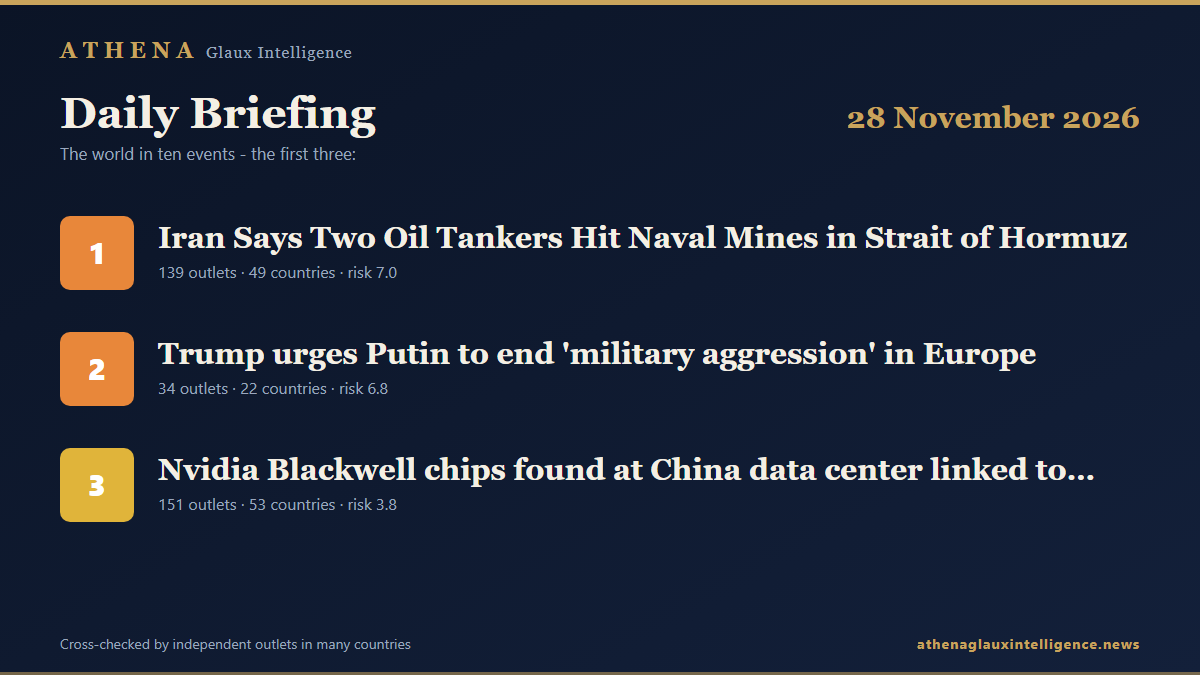 ATHENA Glaux Intelligence
Daily Briefing
28 November 2026
The world in ten events - the first three:
1
Iran Says Two Oil Tankers Hit Naval Mines in Strait of Hormuz
139 outlets · 49 countries · risk 7.0
2
Trump urges Putin to end 'military aggression' in Europe
34 outlets · 22 countries · risk 6.8
3
Nvidia Blackwell chips found at China data center linked to...
151 outlets · 53 countries · risk 3.8
Cross-checked by independent outlets in many countries
athenaglauxintelligence.news